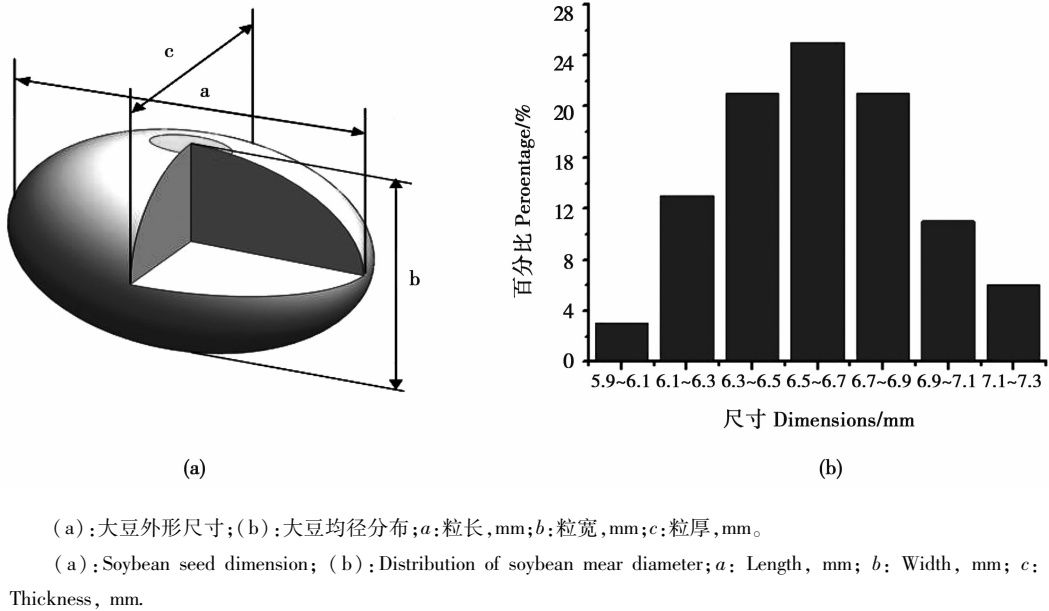 c
a
b
(a)
百分比 Peroentage/%
28
24
20
18
12
8
4
0
5.9~6.1 6.1~6.3 6.3~6.5 6.5~6.7 6.7~6.9 6.9~7.1 7.1~7.3
尺寸 Dimensions/mm
(b)
(a):大豆外形尺寸;(b):大豆均径分布;a:粒长,mm;b:粒宽,mm;c:粒厚,mm。
(a):Soybean seed dimension; (b):Distribution of soybean mear diameter;a: Length, mm; b: Width, mm; c:
Thickness, mm.